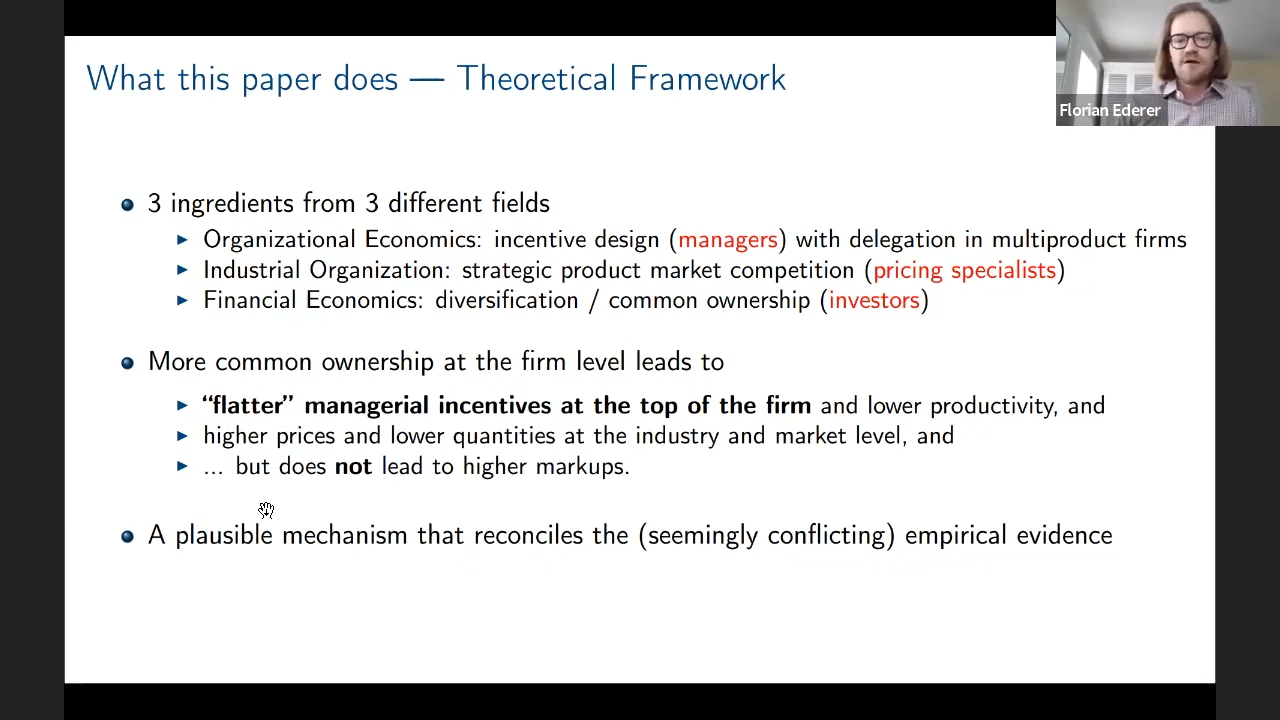 What this paper does — Theoretical Framework
Florian Ederer
3 ingredients from 3 different fields
Organizational Economics: incentive design (managers) with delegation in multiproduct firms
Industrial Organization: strategic product market competition (pricing specialists)
Financial Economics: diversification / common ownership (investors)
More common ownership at the firm level leads to
“flatter” managerial incentives at the top of the firm and lower productivity, and
higher prices and lower quantities at the industry and market level, and
... but does not lead to higher markups.
A plausible mechanism that reconciles the (seemingly conflicting) empirical evidence